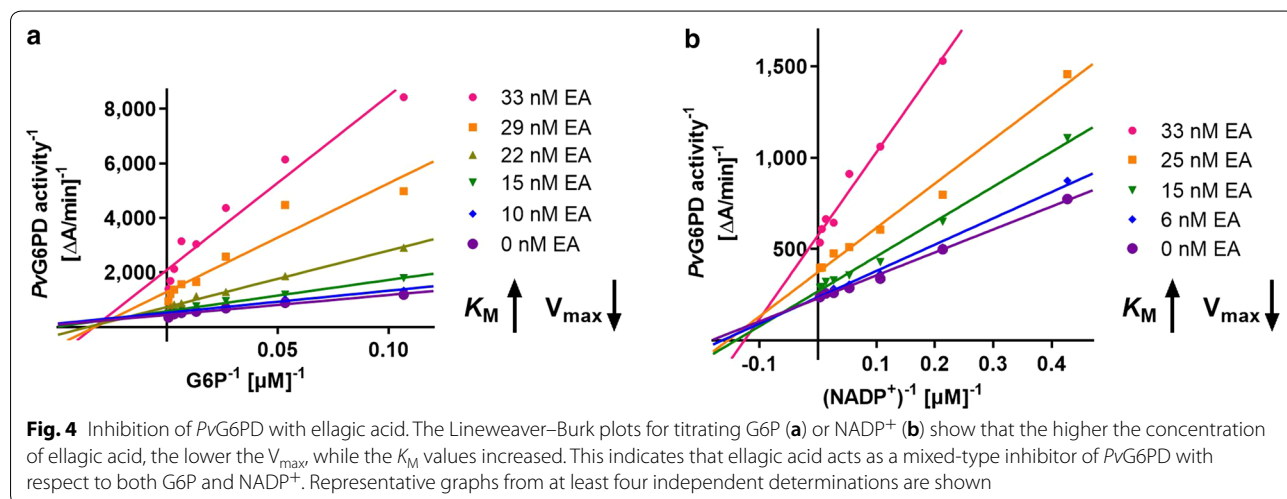 a
PvG6PD activity⁻¹
[ΔA/min]⁻¹
8,000
6,000
4,000
2,000
0.05
0.10
G6P⁻¹ [µM]⁻¹
33 nM EA
29 nM EA
22 nM EA
15 nM EA
10 nM EA
0 nM EA
K_M ↑ V_max ↓
b
PvG6PD activity⁻¹
[ΔA/min]⁻¹
1,500
1,000
500
-0.1
0.1
0.2
0.3
0.4
(NADP⁺)⁻¹ [µM]⁻¹
33 nM EA
25 nM EA
15 nM EA
6 nM EA
0 nM EA
K_M ↑ V_max ↓
Fig. 4 Inhibition of PvG6PD with ellagic acid. The Lineweaver–Burk plots for titrating G6P (a) or NADP⁺ (b) show that the higher the concentration
of ellagic acid, the lower the V_max, while the K_M values increased. This indicates that ellagic acid acts as a mixed-type inhibitor of PvG6PD with
respect to both G6P and NADP⁺. Representative graphs from at least four independent determinations are shown